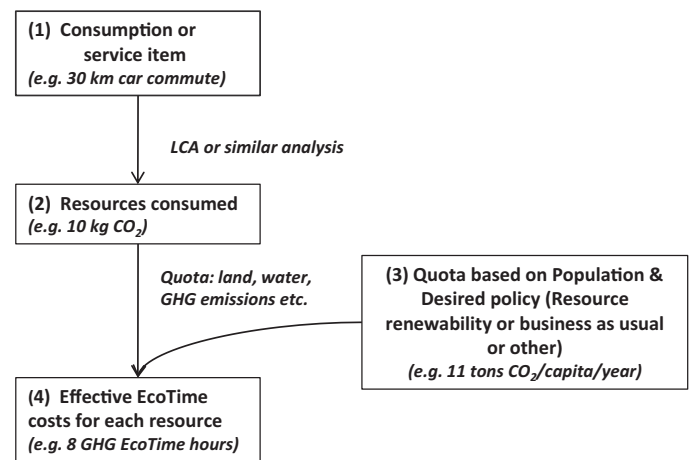 (1) Consumption or
service item
(e.g. 30 km car commute)
LCA or similar analysis
(2) Resources consumed
(e.g. 10 kg CO₂)
Quota: land, water,
GHG emissions etc.
(3) Quota based on Population &
Desired policy (Resource
renewability or business as usual
or other)
(e.g. 11 tons CO₂/capita/year)
(4) Effective EcoTime
costs for each resource
(e.g. 8 GHG EcoTime hours)